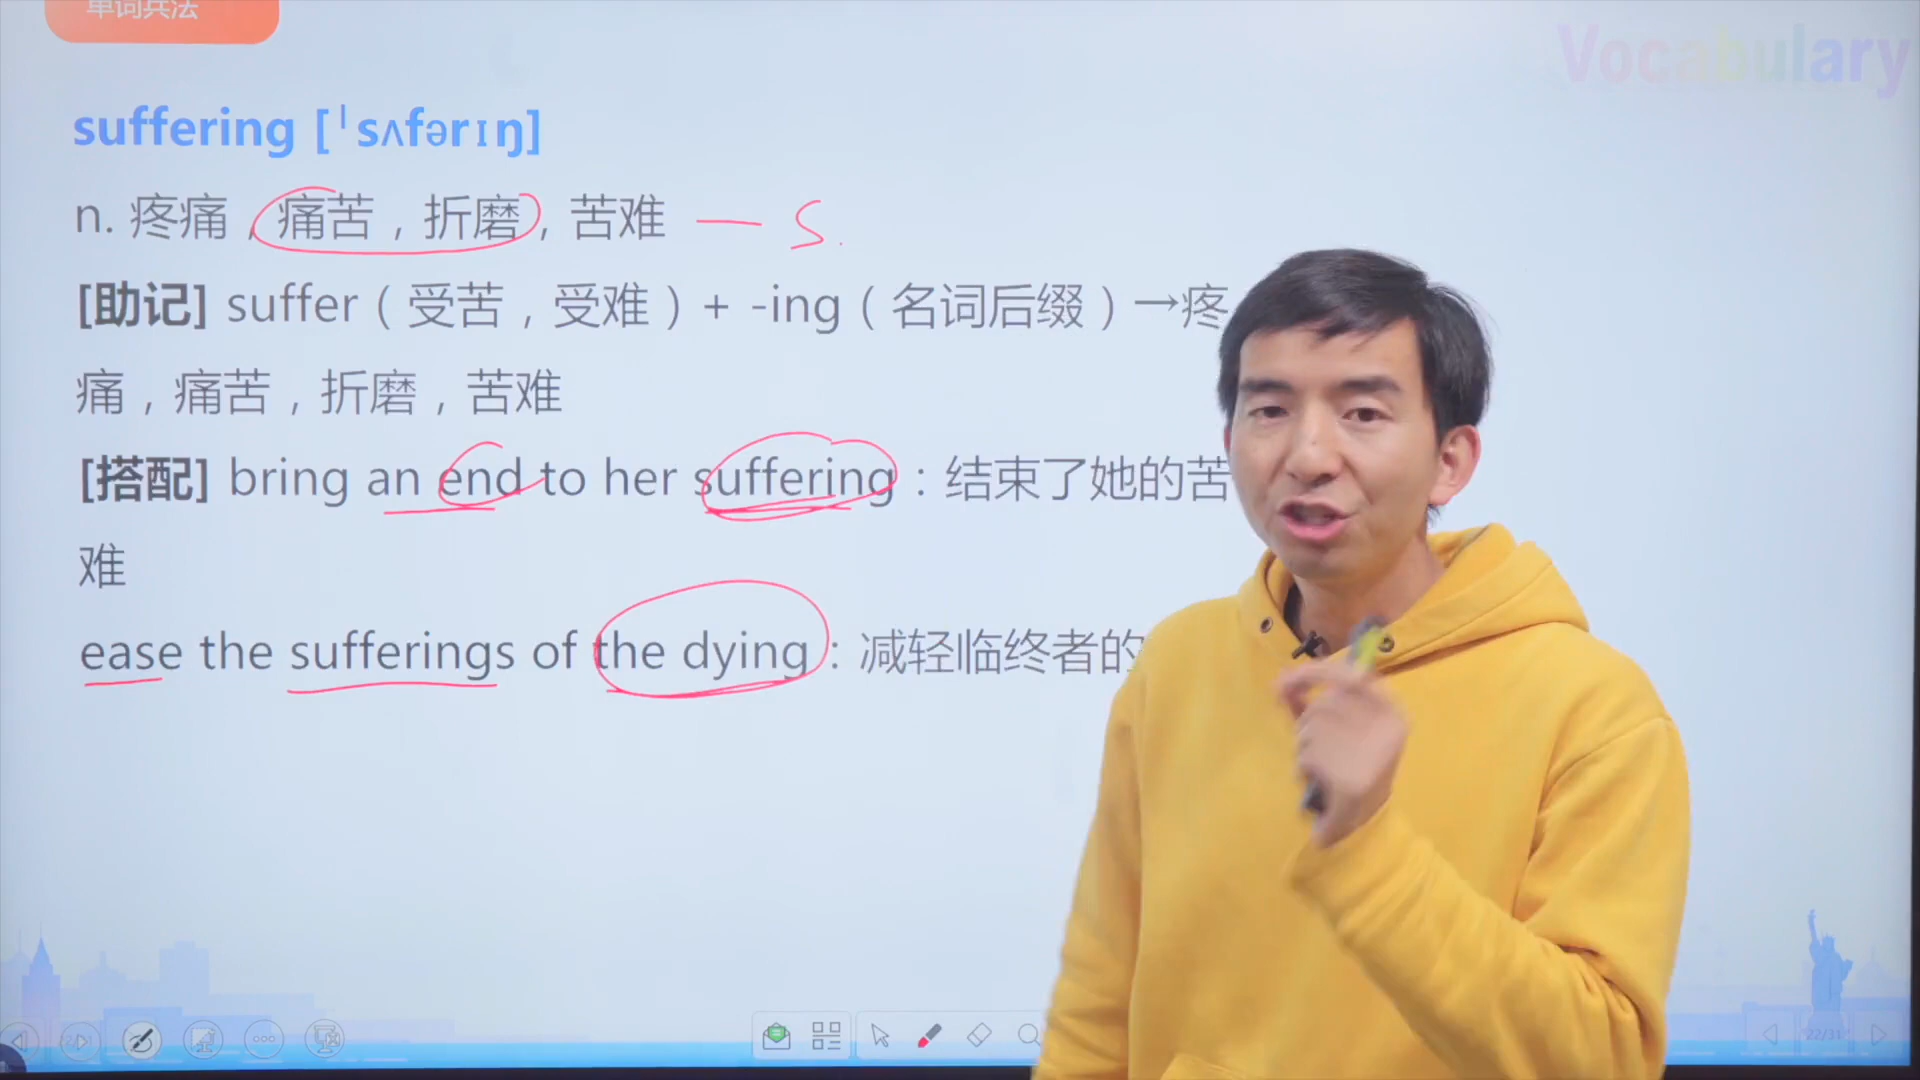 单词兵法
Vocabulary
suffering [ˈsʌfərɪŋ]
n. 疼痛，痛苦，折磨，苦难 — s.
[助记] suffer（受苦，受难）+ -ing（名词后缀）→疼
痛，痛苦，折磨，苦难
[搭配] bring an end to her suffering：结束了她的苦
难
ease the sufferings of the dying：减轻临终者的
22/31